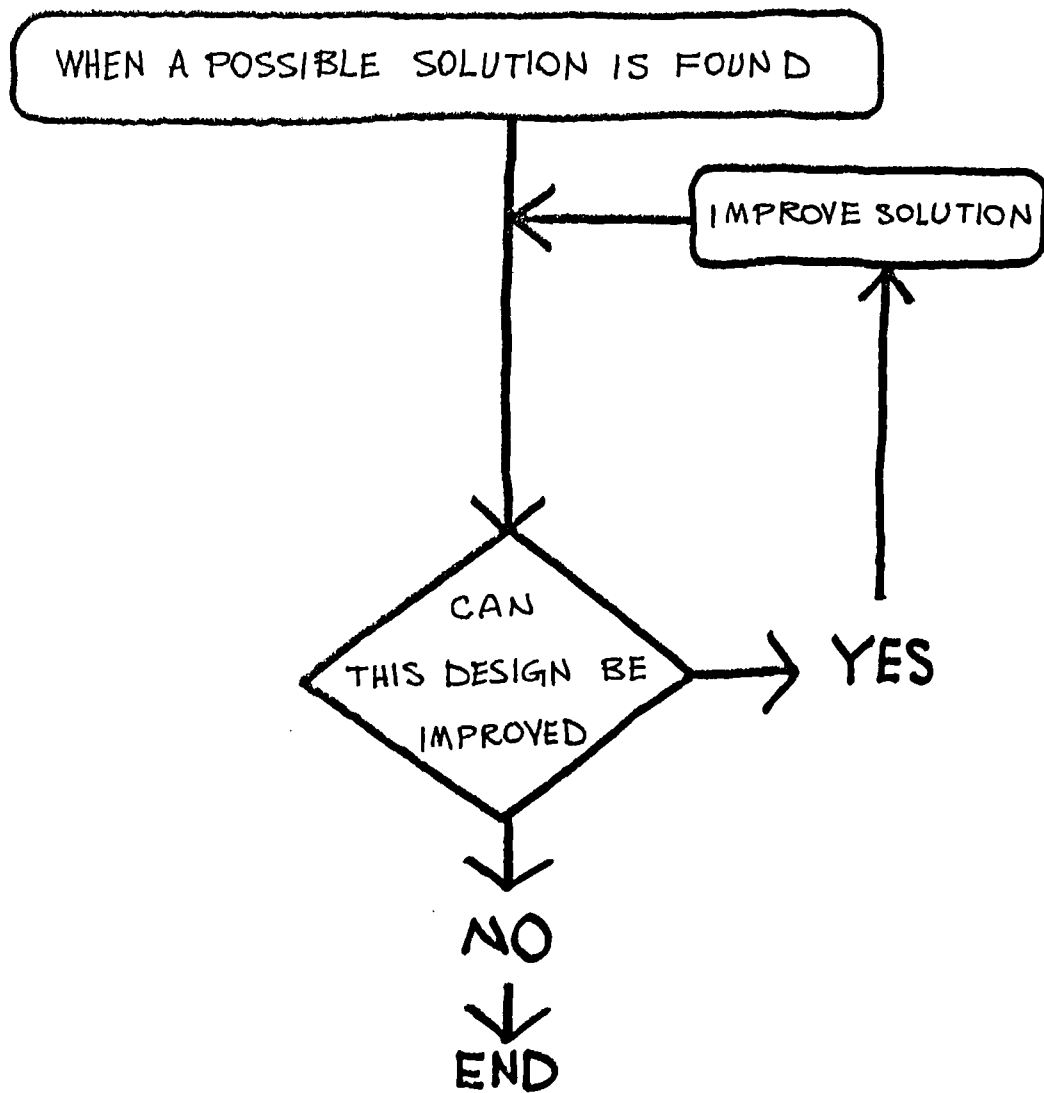 WHEN A POSSIBLE SOLUTION IS FOUND
IMPROVE SOLUTION
CAN
THIS DESIGN BE
IMPROVED
YES
NO
END